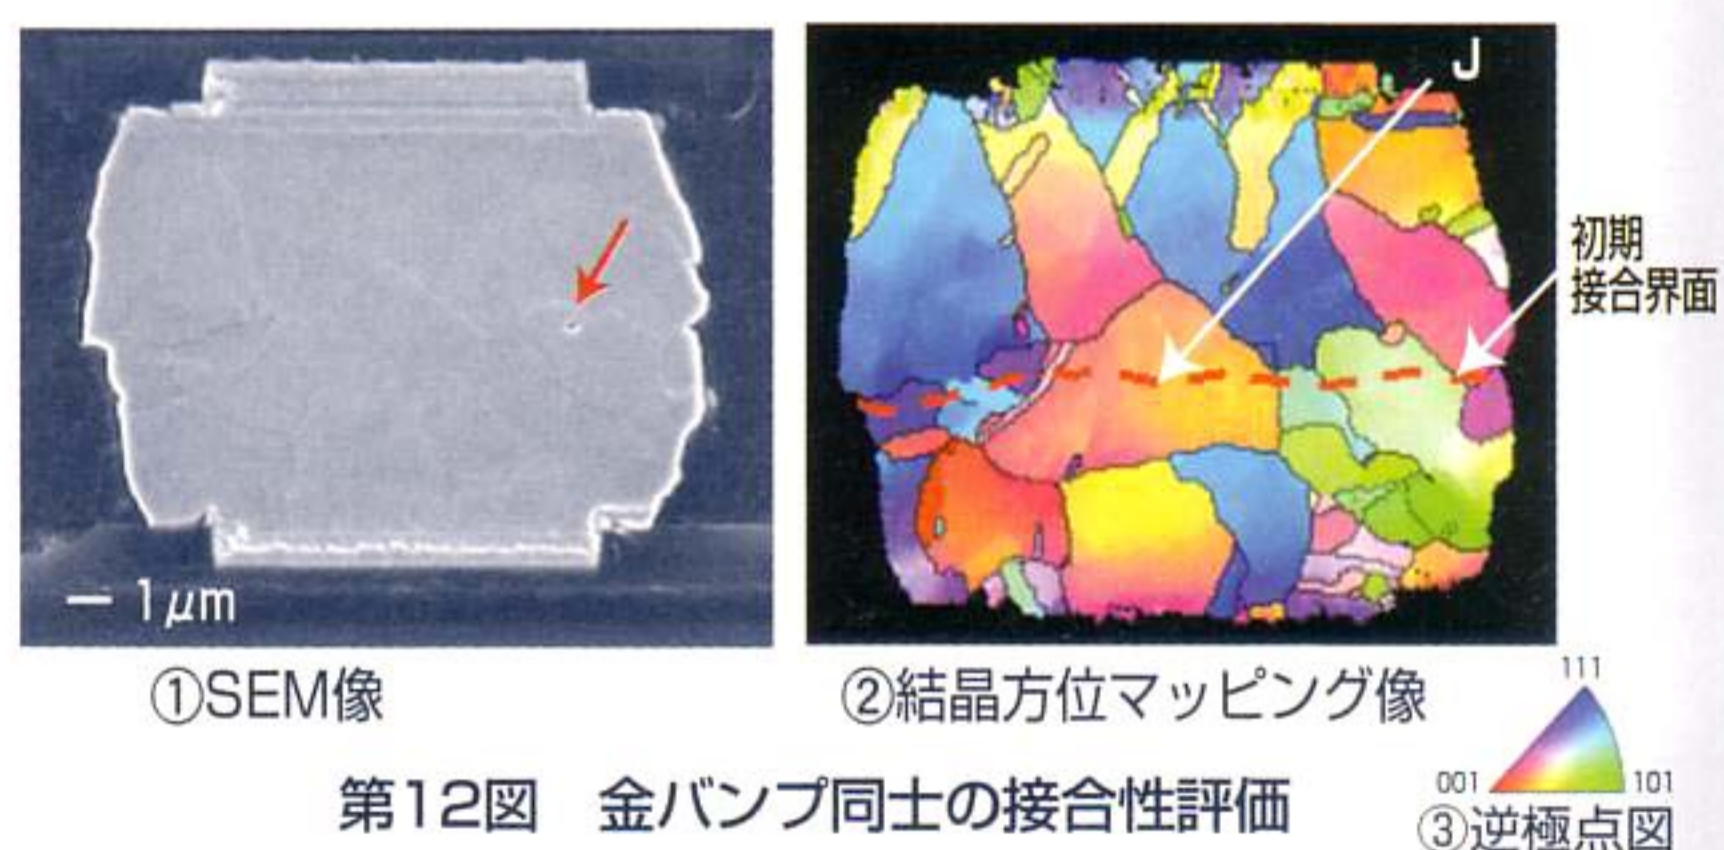 J
初期
接合界面
1μm
①SEM像
②結晶方位マッピング像
111
001
101
③逆極点図
第12図 金バンプ同士の接合性評価